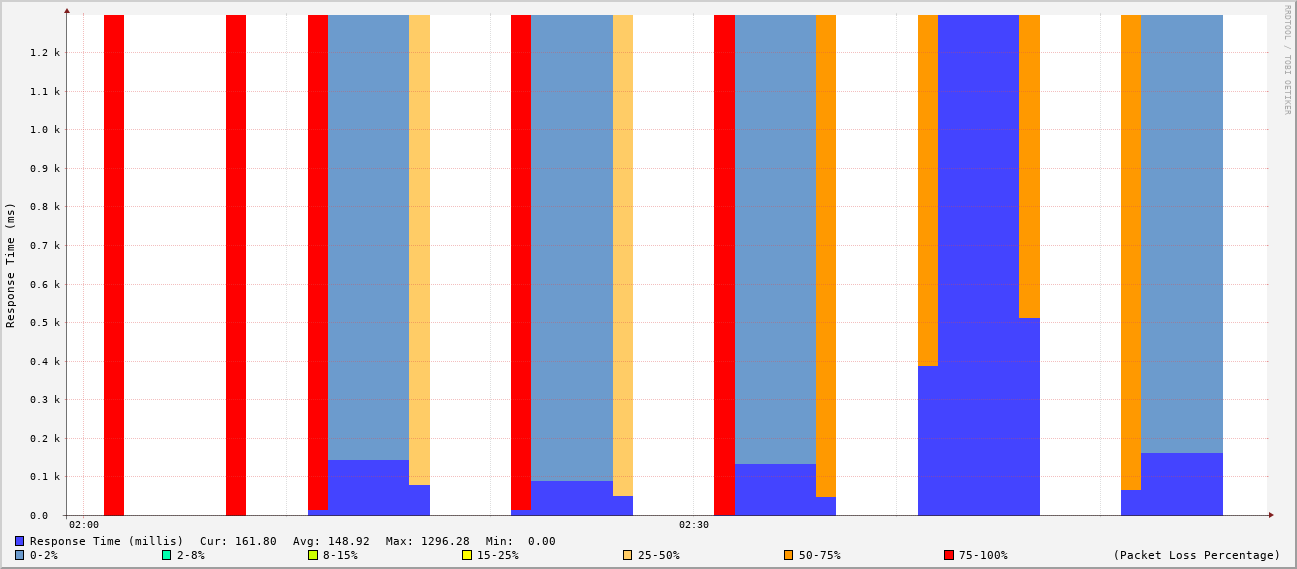 RRDTOOL / TOBI OETIKER
Response Time (ms)
1.2 k
1.1 k
1.0 k
0.9 k
0.8 k
0.7 k
0.6 k
0.5 k
0.4 k
0.3 k
0.2 k
0.1 k
0.0
02:00 02:30
Response Time (millis) Cur: 161.80 Avg: 148.92 Max: 1296.28 Min: 0.00
0-2% 2-8% 8-15% 15-25% 25-50% 50-75% 75-100% (Packet Loss Percentage)